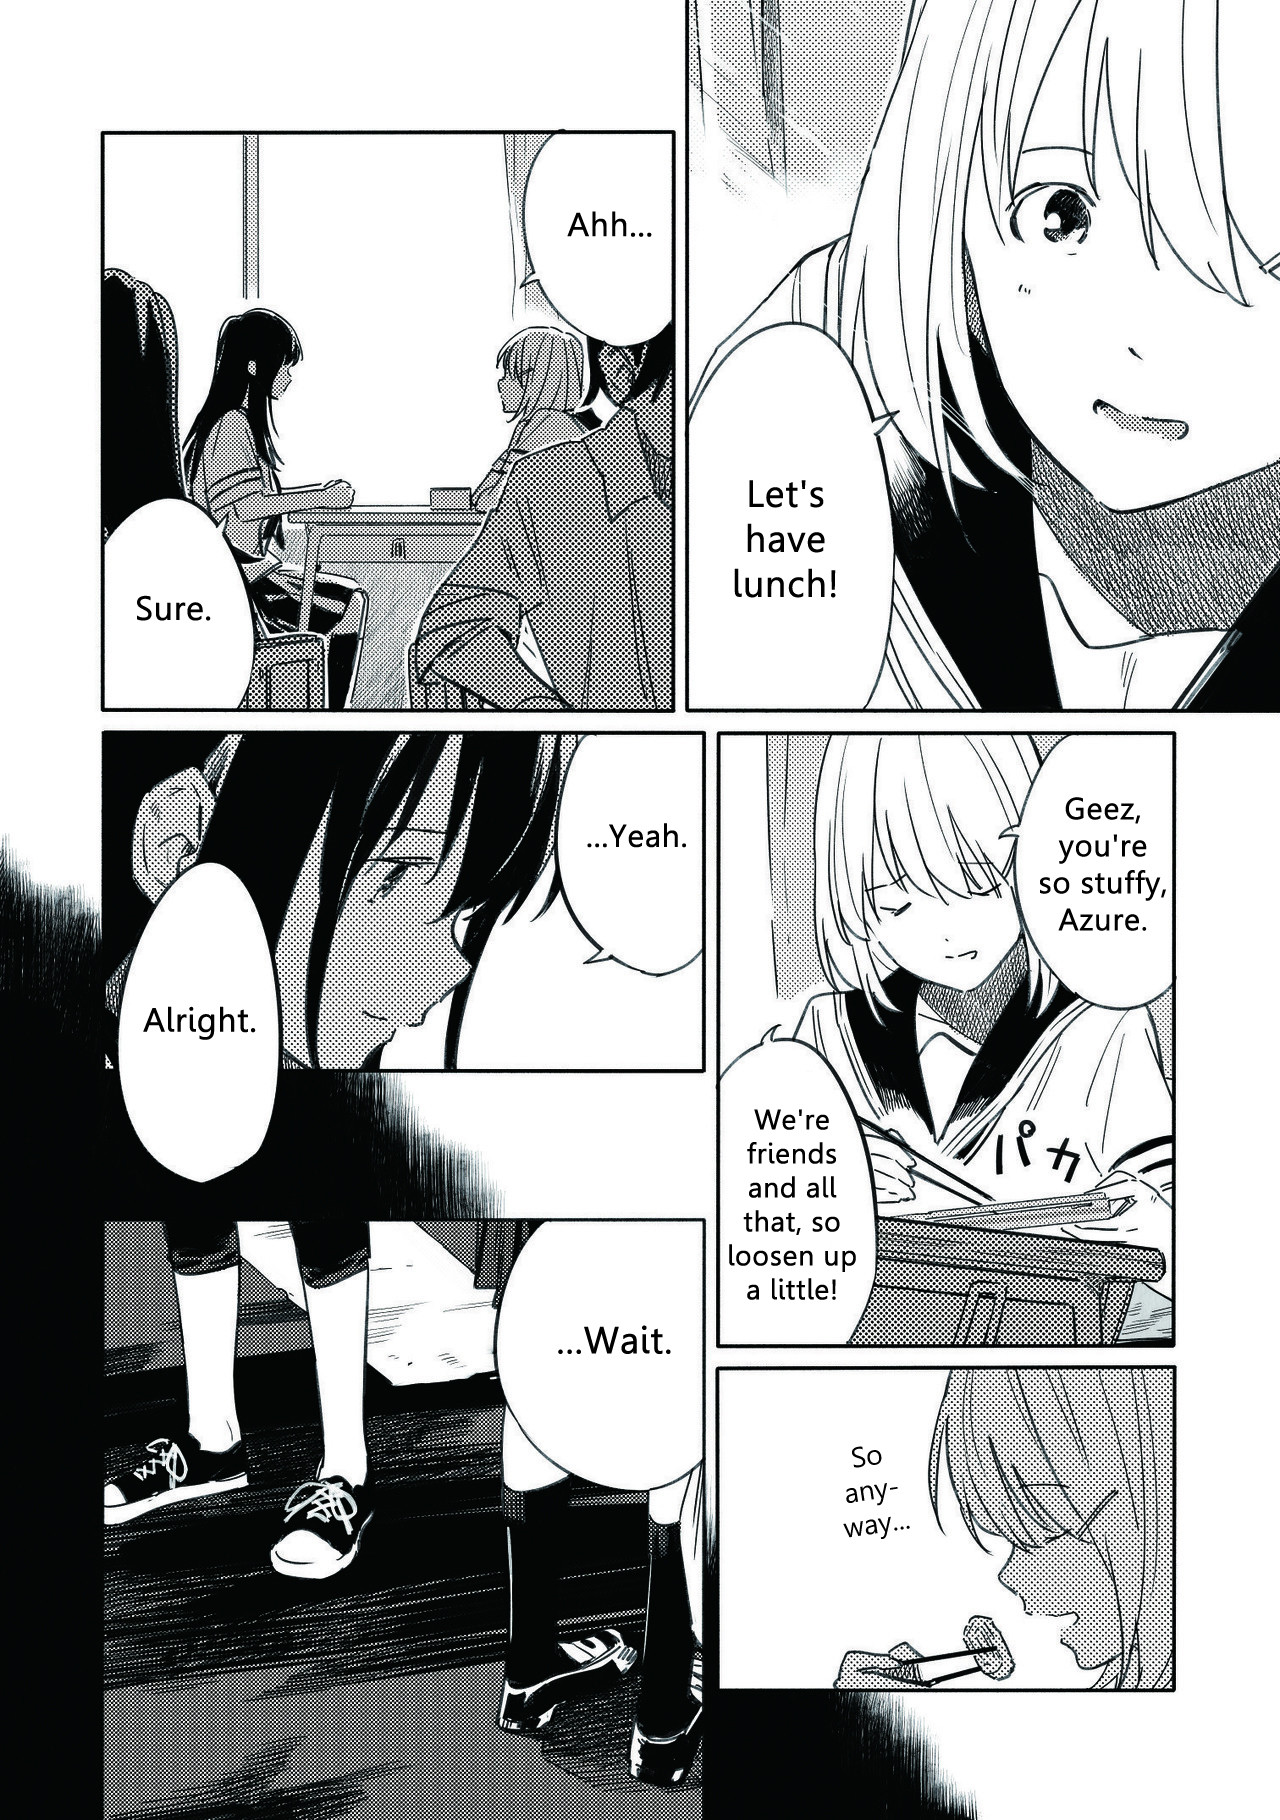 Let's
have
lunch!
Ahh...
Sure.
Geez,
you're
so stuffy,
Azure.
We're
friends
and all
that, so
loosen up
a little!
パカ
...Yeah.
Alright.
So
any-
way...
...Wait.